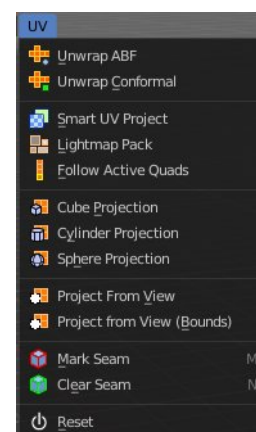 UV
Unwrap ABF
Unwrap Conformal
Smart UV Project
Lightmap Pack
Follow Active Quads
Cube Projection
Cylinder Projection
Sphere Projection
Project From View
Project from View (Bounds)
Mark Seam M
Clear Seam N
Reset